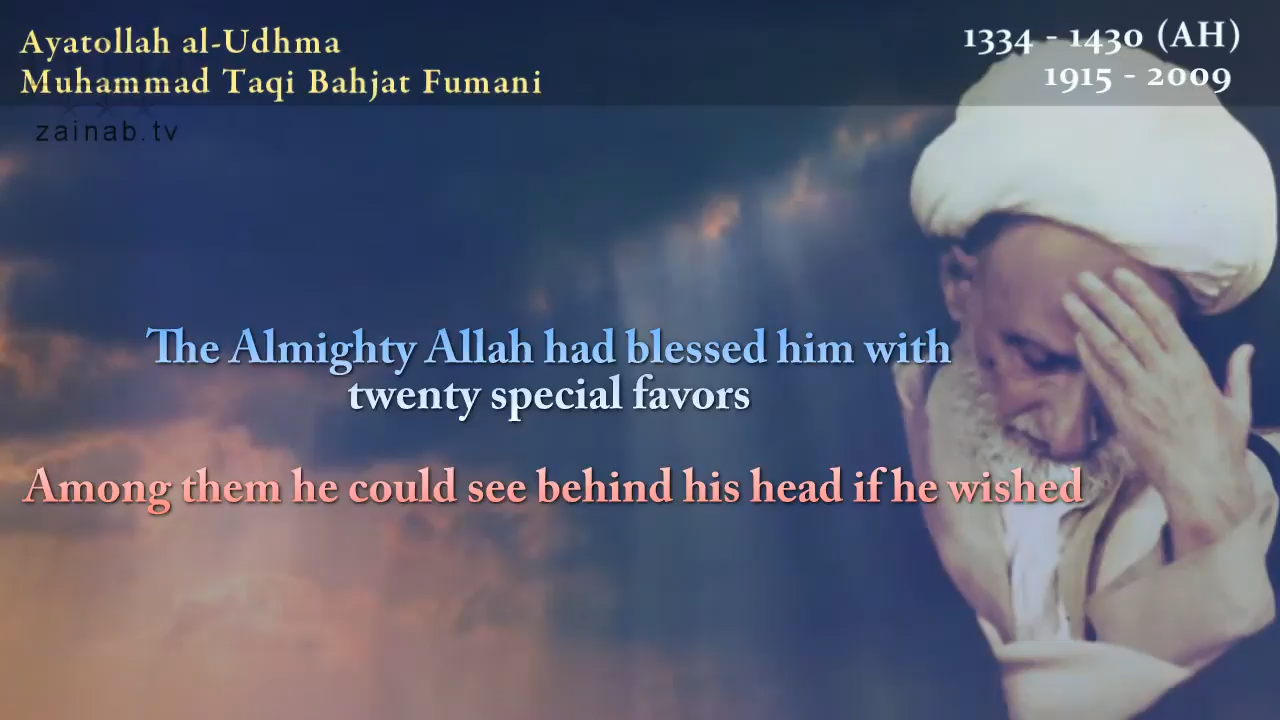 Ayatollah al-Udhma
Muhammad Taqi Bahjat Fumani
1334 - 1430 (AH)
1915 - 2009
zainab.tv
The Almighty Allah had blessed him with
twenty special favors
Among them he could see behind his head if he wished